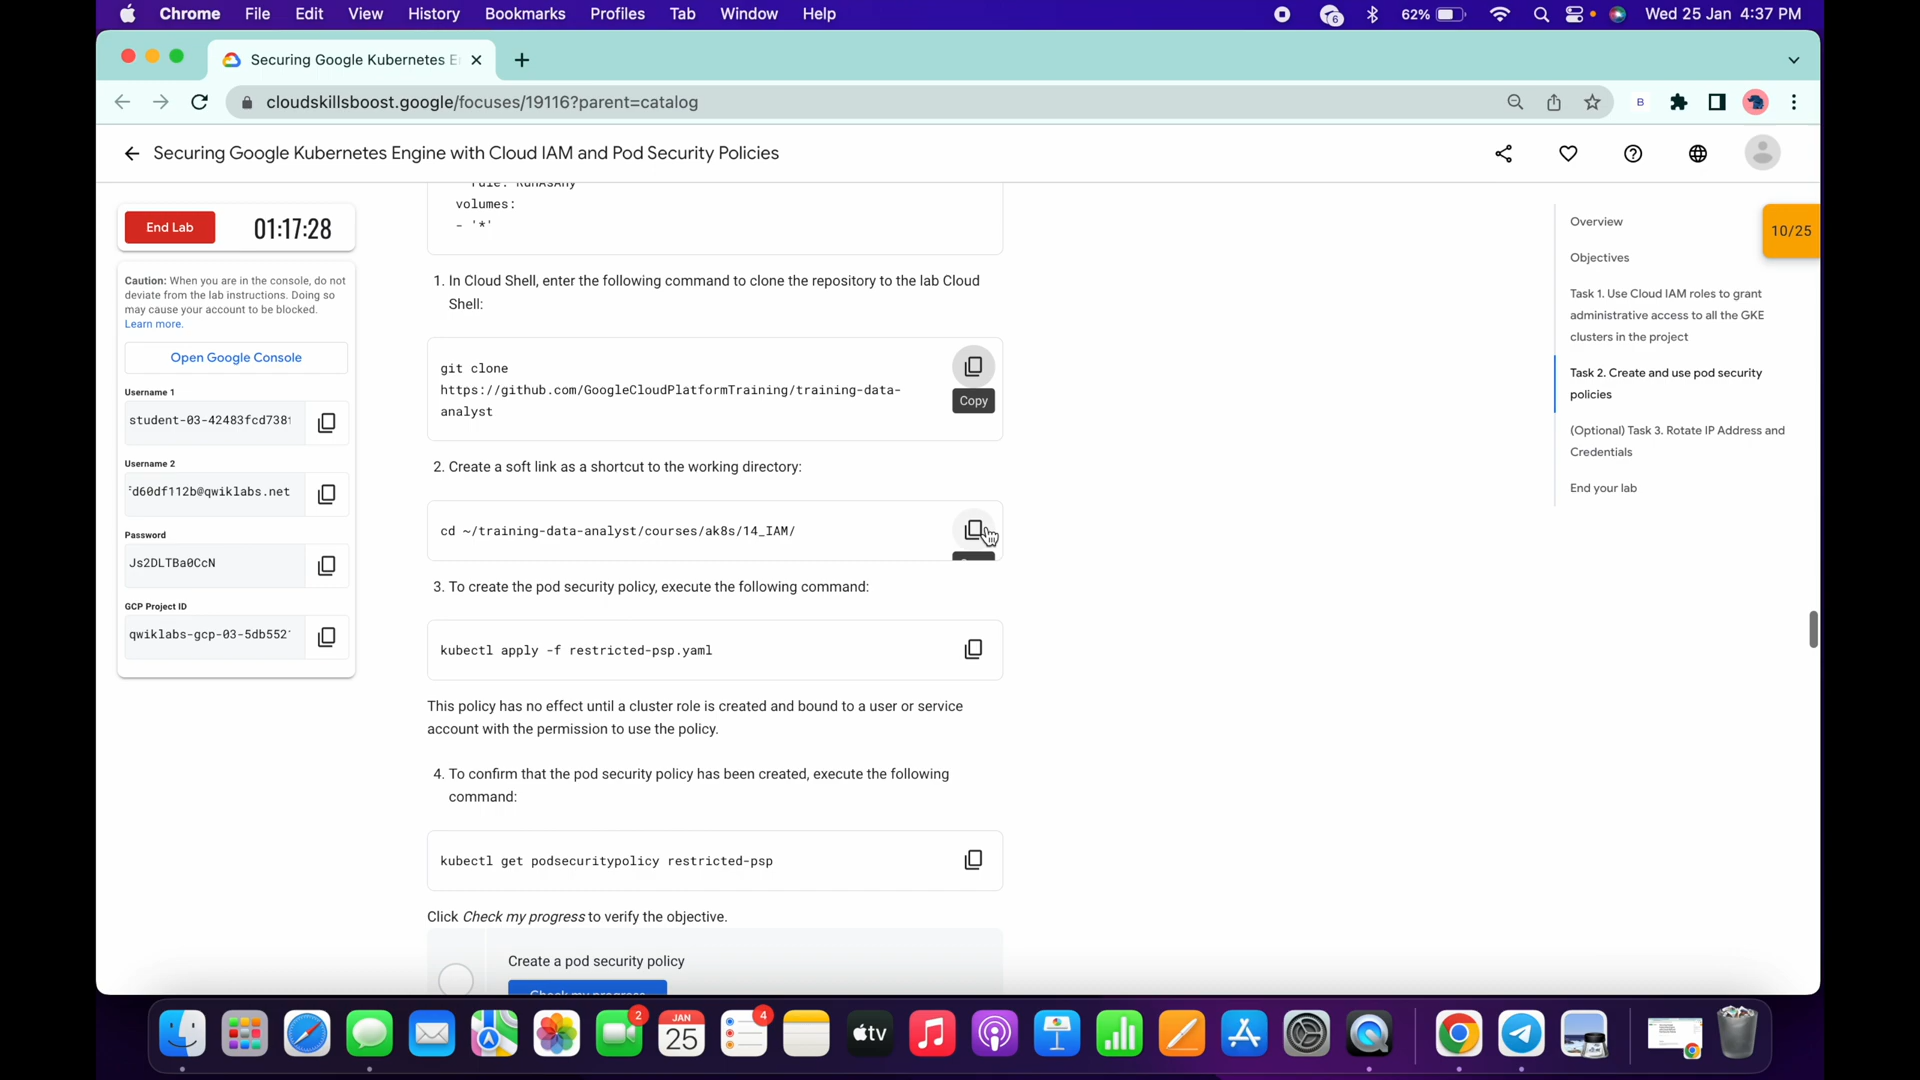 Chrome File Edit View History Bookmarks Profiles Tab Window Help 6 62% Wed 25 Jan 4:37 PM
Securing Google Kubernetes E
cloudskillsboost.google/focuses/19116?parent=catalog B
Securing Google Kubernetes Engine with Cloud IAM and Pod Security Policies
End Lab 01:17:28
Caution: When you are in the console, do not
deviate from the lab instructions. Doing so
may cause your account to be blocked.
Learn more.
Open Google Console
Username 1
student-03-42483fcd738
Username 2
d60df112b@qwiklabs.net
Password
Js2DLTBa0CcN
GCP Project ID
qwiklabs-gcp-03-5db552
rule: RunAsAny
volumes:
- '*'
1. In Cloud Shell, enter the following command to clone the repository to the lab Cloud
Shell:
git clone
https://github.com/GoogleCloudPlatformTraining/training-data-
analyst
Copy
2. Create a soft link as a shortcut to the working directory:
cd ~/training-data-analyst/courses/ak8s/14_IAM/
3. To create the pod security policy, execute the following command:
kubectl apply -f restricted-psp.yaml
This policy has no effect until a cluster role is created and bound to a user or service
account with the permission to use the policy.
4. To confirm that the pod security policy has been created, execute the following
command:
kubectl get podsecuritypolicy restricted-psp
Click Check my progress to verify the objective.
Create a pod security policy
Check my progress
Overview
Objectives
Task 1. Use Cloud IAM roles to grant
administrative access to all the GKE
clusters in the project
Task 2. Create and use pod security
policies
(Optional) Task 3. Rotate IP Address and
Credentials
End your lab
10/25
2
JAN
25
4
tv